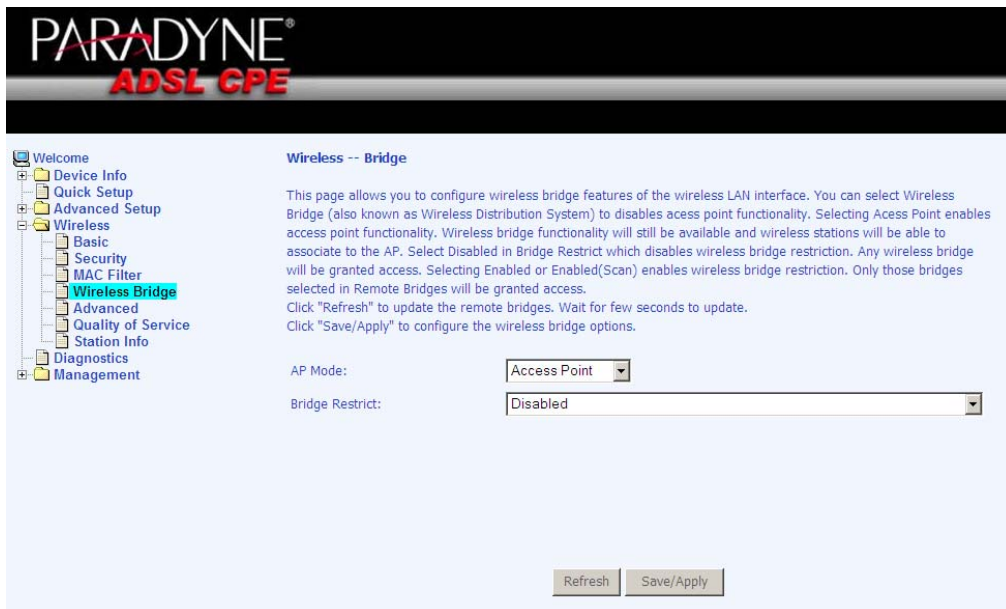 PARADYNE®
ADSL CPE
Welcome
Device Info
Quick Setup
Advanced Setup
Wireless
Basic
Security
MAC Filter
Wireless Bridge
Advanced
Quality of Service
Station Info
Diagnostics
Management
Wireless -- Bridge
This page allows you to configure wireless bridge features of the wireless LAN interface. You can select Wireless
Bridge (also known as Wireless Distribution System) to disables acess point functionality. Selecting Acess Point enables
access point functionality. Wireless bridge functionality will still be available and wireless stations will be able to
associate to the AP. Select Disabled in Bridge Restrict which disables wireless bridge restriction. Any wireless bridge
will be granted access. Selecting Enabled or Enabled(Scan) enables wireless bridge restriction. Only those bridges
selected in Remote Bridges will be granted access.
Click "Refresh" to update the remote bridges. Wait for few seconds to update.
Click "Save/Apply" to configure the wireless bridge options.
AP Mode: Access Point
Bridge Restrict: Disabled
Refresh Save/Apply